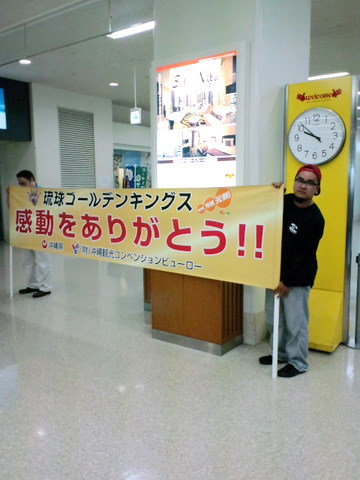 welcome
琉球ゴールデンキングス
感動をありがとう!!
沖縄県 (財)沖縄観光コンベンションビューロー